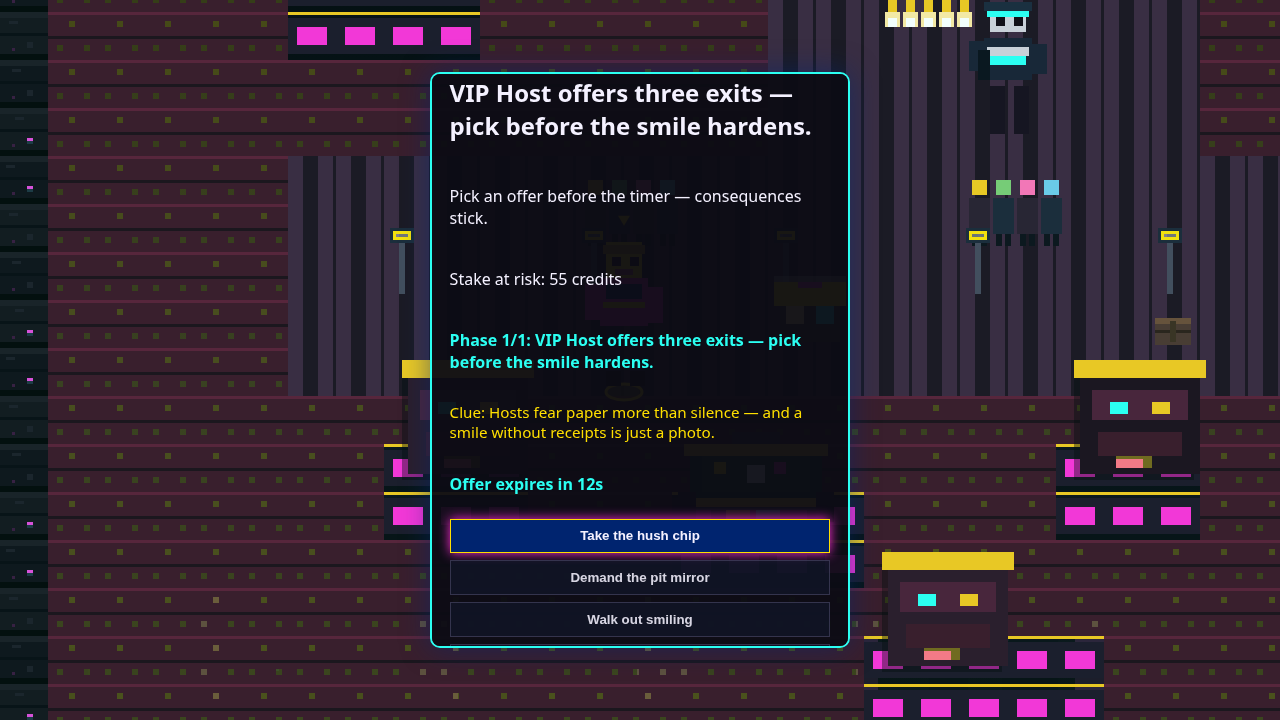 VIP Host offers three exits —
pick before the smile hardens.
Pick an offer before the timer — consequences
stick.
Stake at risk: 55 credits
Phase 1/1: VIP Host offers three exits — pick
before the smile hardens.
Clue: Hosts fear paper more than silence — and a
smile without receipts is just a photo.
Offer expires in 12s
Take the hush chip
Demand the pit mirror
Walk out smiling